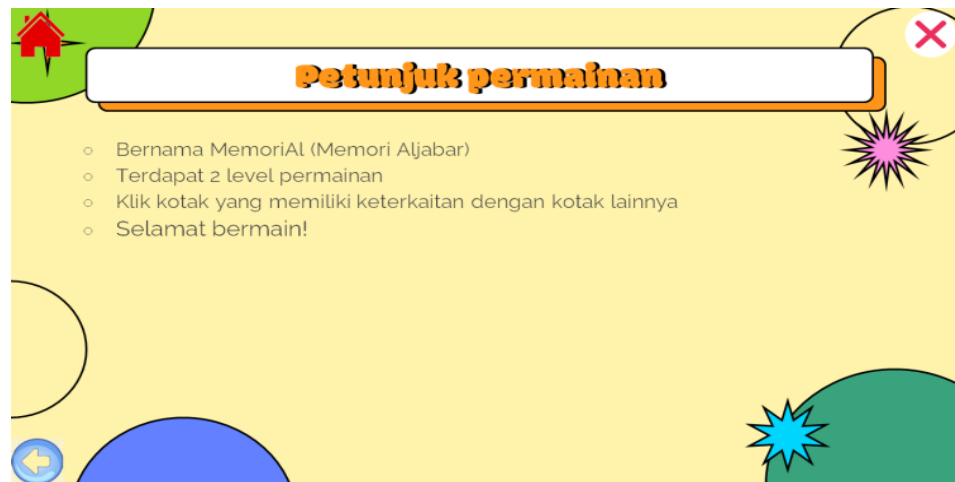 Petunjuk permainan
Bernama MemoriAl (Memori Aljabar)
Terdapat 2 level permainan
Klik kotak yang memiliki keterkaitan dengan kotak lainnya
Selamat bermain!